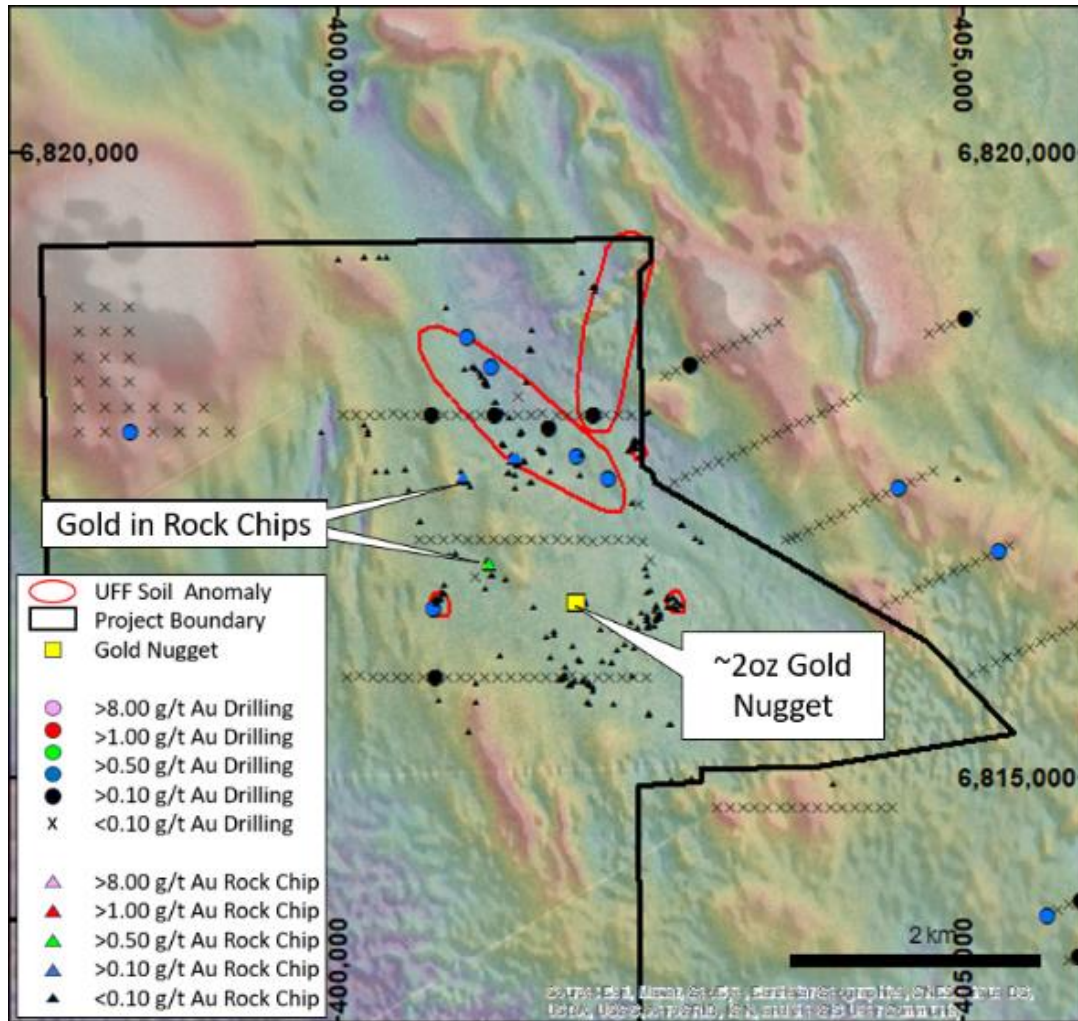 400,000
405,000
6,820,000
6,820,000
Gold in Rock Chips
UFF Soil Anomaly
Project Boundary
Gold Nugget
>8.00 g/t Au Drilling
>1.00 g/t Au Drilling
>0.50 g/t Au Drilling
>0.10 g/t Au Drilling
<0.10 g/t Au Drilling
>8.00 g/t Au Rock Chip
>1.00 g/t Au Rock Chip
>0.50 g/t Au Rock Chip
>0.10 g/t Au Rock Chip
<0.10 g/t Au Rock Chip
~2oz Gold
Nugget
6,815,000
2 km
400,000
405,000